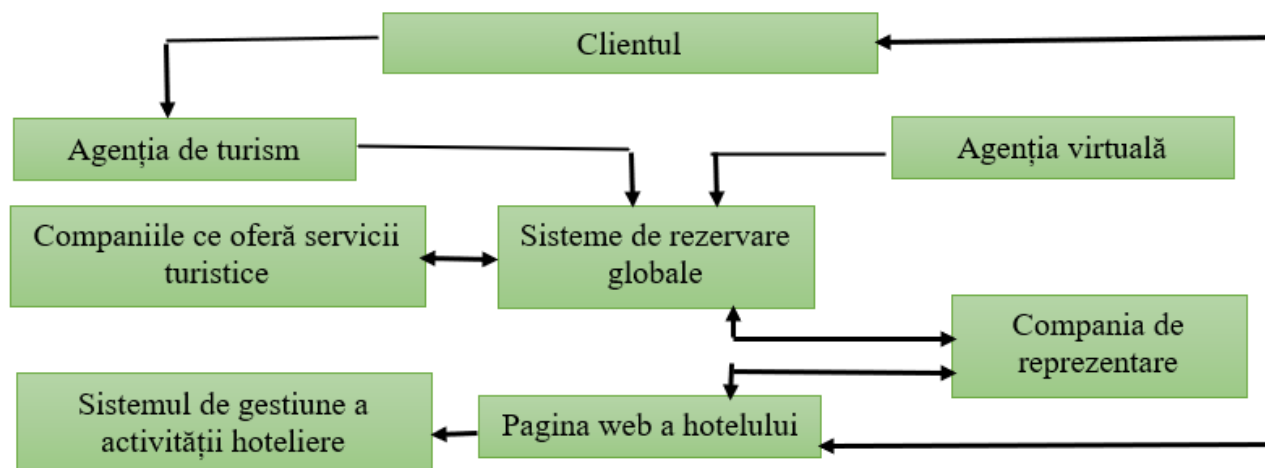 Clientul
Agenția de turism
Agenția virtuală
Companiile ce oferă servicii
turistice
Sisteme de rezervare
globale
Compania de
reprezentare
Sistemul de gestiune a
activității hoteliere
Pagina web a hotelului